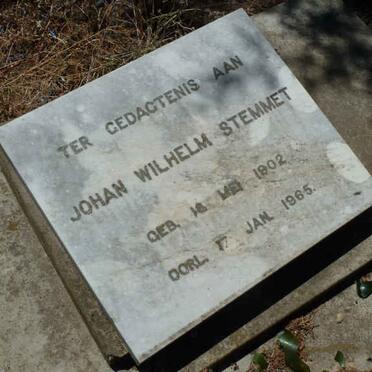 TER GEDAGTENIS AAN
JOHAN WILHELM STEMMET
GEB. 16 MEI 1902
OORL. 17 JAN. 1965.